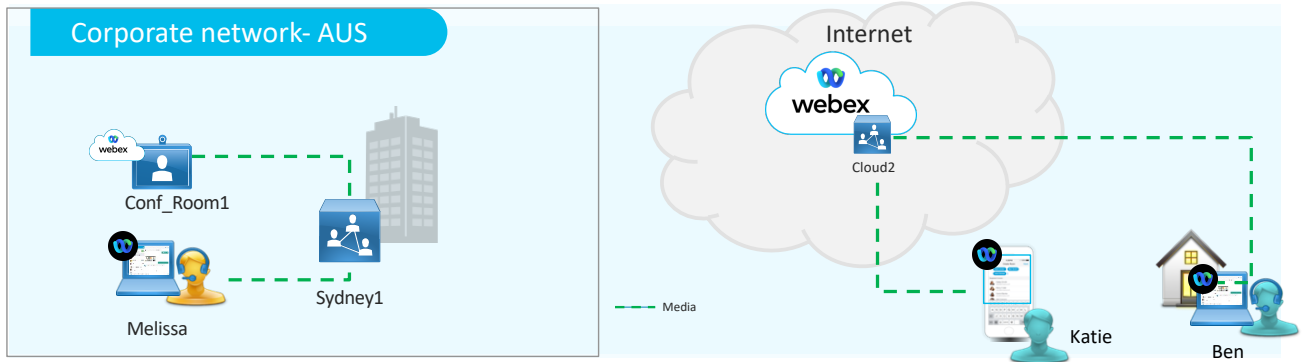 Corporate network- AUS
Internet
webex
webex
Cloud2
Conf_Room1
Sydney1
Media
Melissa
Katie
Ben